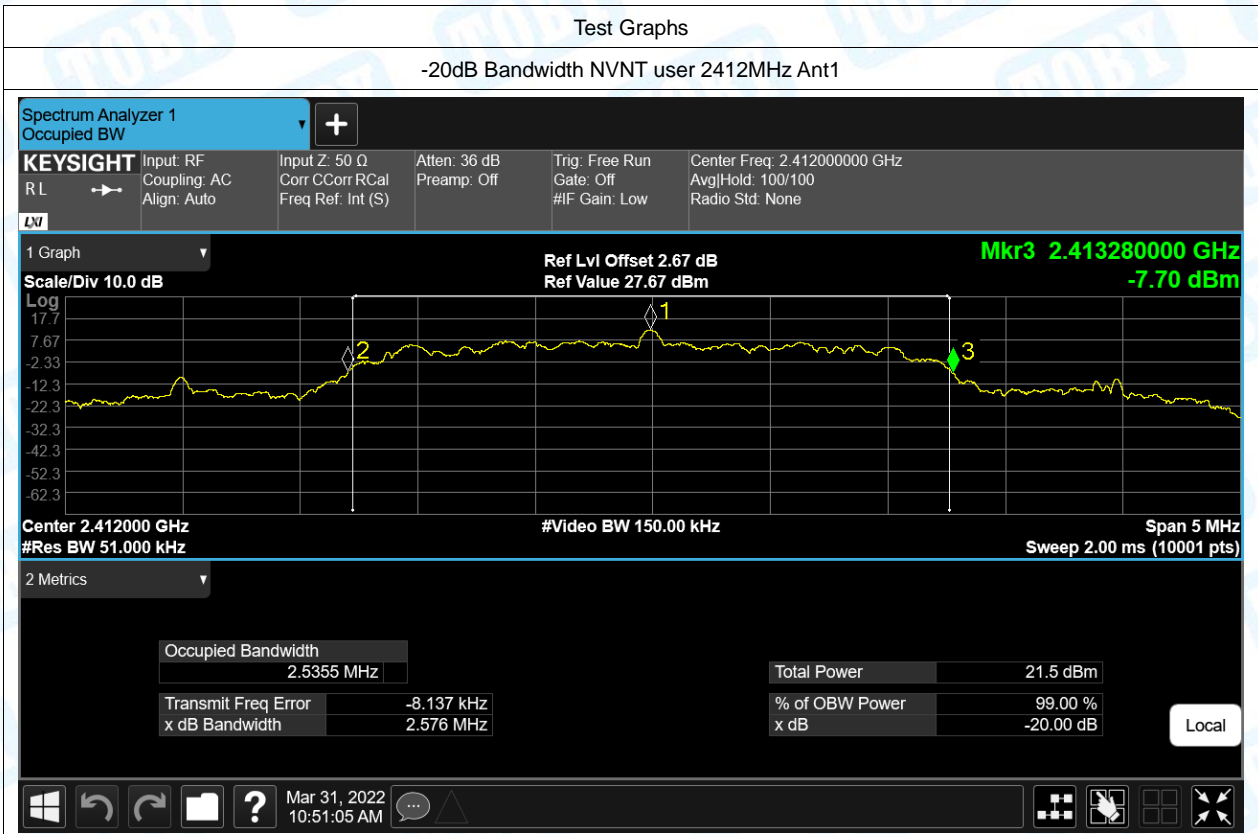 Test Graphs
-20dB Bandwidth NVNT user 2412MHz Ant1
Spectrum Analyzer 1
Occupied BW
KEYSIGHT
R L
LXI
Input: RF
Coupling: AC
Align: Auto
Input Z: 50 Ω
Corr CCorr RCal
Freq Ref: Int (S)
Atten: 36 dB
Preamp: Off
Trig: Free Run
Gate: Off
#IF Gain: Low
Center Freq: 2.412000000 GHz
Avg|Hold: 100/100
Radio Std: None
1 Graph
Scale/Div 10.0 dB
Ref Lvl Offset 2.67 dB
Ref Value 27.67 dBm
Mkr3 2.413280000 GHz
-7.70 dBm
Log
17.7
7.67
-2.33
-12.3
-22.3
-32.3
-42.3
-52.3
-62.3
1
2
3
Center 2.412000 GHz
#Res BW 51.000 kHz
#Video BW 150.00 kHz
Span 5 MHz
Sweep 2.00 ms (10001 pts)
2 Metrics
Occupied Bandwidth
2.5355 MHz
Transmit Freq Error -8.137 kHz
x dB Bandwidth 2.576 MHz
Total Power 21.5 dBm
% of OBW Power 99.00 %
x dB -20.00 dB
Local
Mar 31, 2022
10:51:05 AM
TOBY
TOBY
TOBY